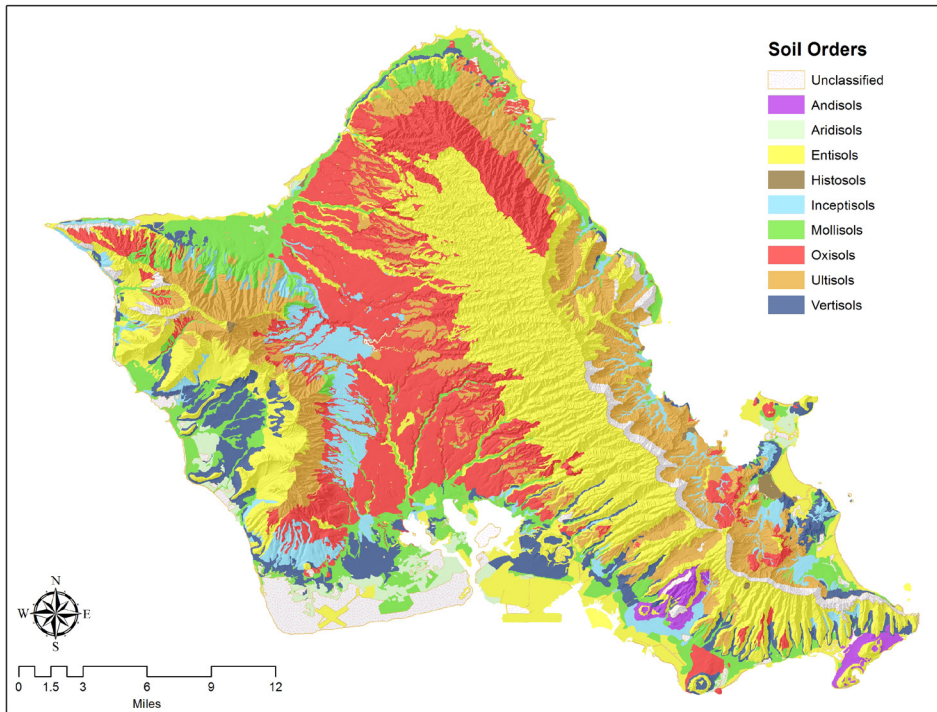 Soil Orders
Unclassified
Andisols
Aridisols
Entisols
Histosols
Inceptisols
Mollisols
Oxisols
Ultisols
Vertisols
N
W E
S
0 1.5 3 6 9 12
Miles